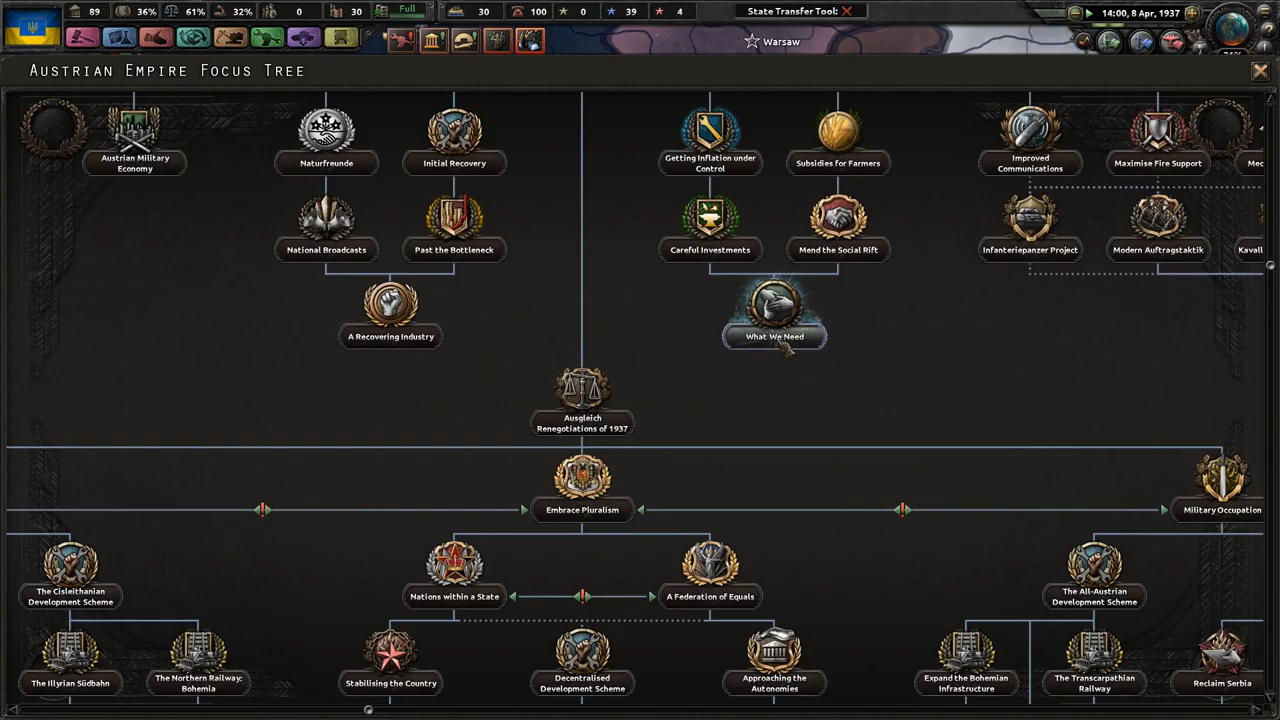 89 36% 61% 32% 0 30 Full 30 100 0 39 4 State Transfer Tool: 14:00, 8 Apr, 1937
Warsaw
AUSTRIAN EMPIRE FOCUS TREE
Austrian Military
Economy
Naturfreunde
Initial Recovery
Getting Inflation under
Control
Subsidies for Farmers
Improved
Communications
Maximise Fire Support
Mec
National Broadcasts
Past the Bottleneck
Careful Investments
Mend the Social Rift
Infanteriepanzer Project
Modern Auftragstaktik
Kavall
A Recovering Industry
What We Need
Ausgleich
Renegotiations of 1937
Embrace Pluralism
Military Occupation
The Cisleithanian
Development Scheme
Nations within a State
A Federation of Equals
The All-Austrian
Development Scheme
The Illyrian Südbahn
The Northern Railway:
Bohemia
Stabilising the Country
Decentralised
Development Scheme
Approaching the
Autonomies
Expand the Bohemian
Infrastructure
The Transcarpathian
Railway
Reclaim Serbia